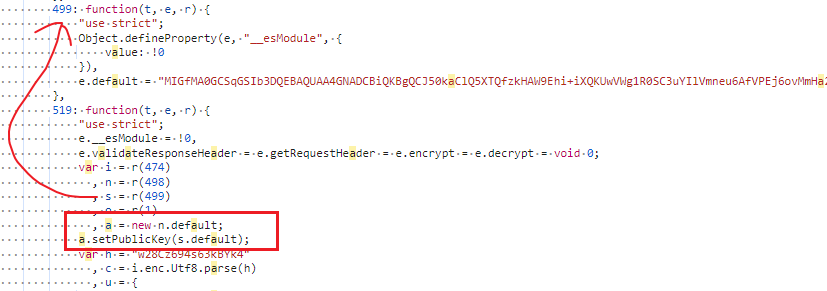 499: function(t, e, r) {
"use strict";
Object.defineProperty(e, "__esModule", {
value: !0
}),
e.default = "MIGfMA0GCSqGSIb3DQEBAQUAA4GNADCBiQKBgQCJ50kaClQ5XTQfzkHAW9Ehi+iXQKUwVWg1R0SC3uYIlVmneu6AfVPEj6ovMmHa2
},
519: function(t, e, r) {
"use strict";
e.__esModule = !0,
e.validateResponseHeader = e.getRequestHeader = e.encrypt = e.decrypt = void 0;
var i = r(474)
, n = r(498)
, s = r(499)
, o = r(1)
, a = new n.default;
a.setPublicKey(s.default);
var h = "W28Cz694s63kBYk4"
, c = i.enc.Utf8.parse(h)
, u = {